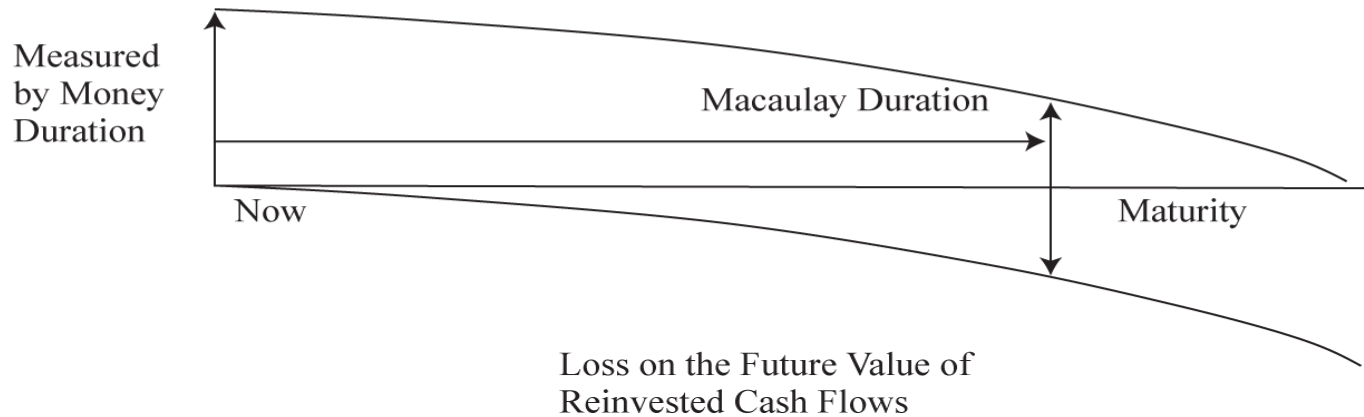 Measured
by Money
Duration
Macaulay Duration
Now
Maturity
Loss on the Future Value of
Reinvested Cash Flows